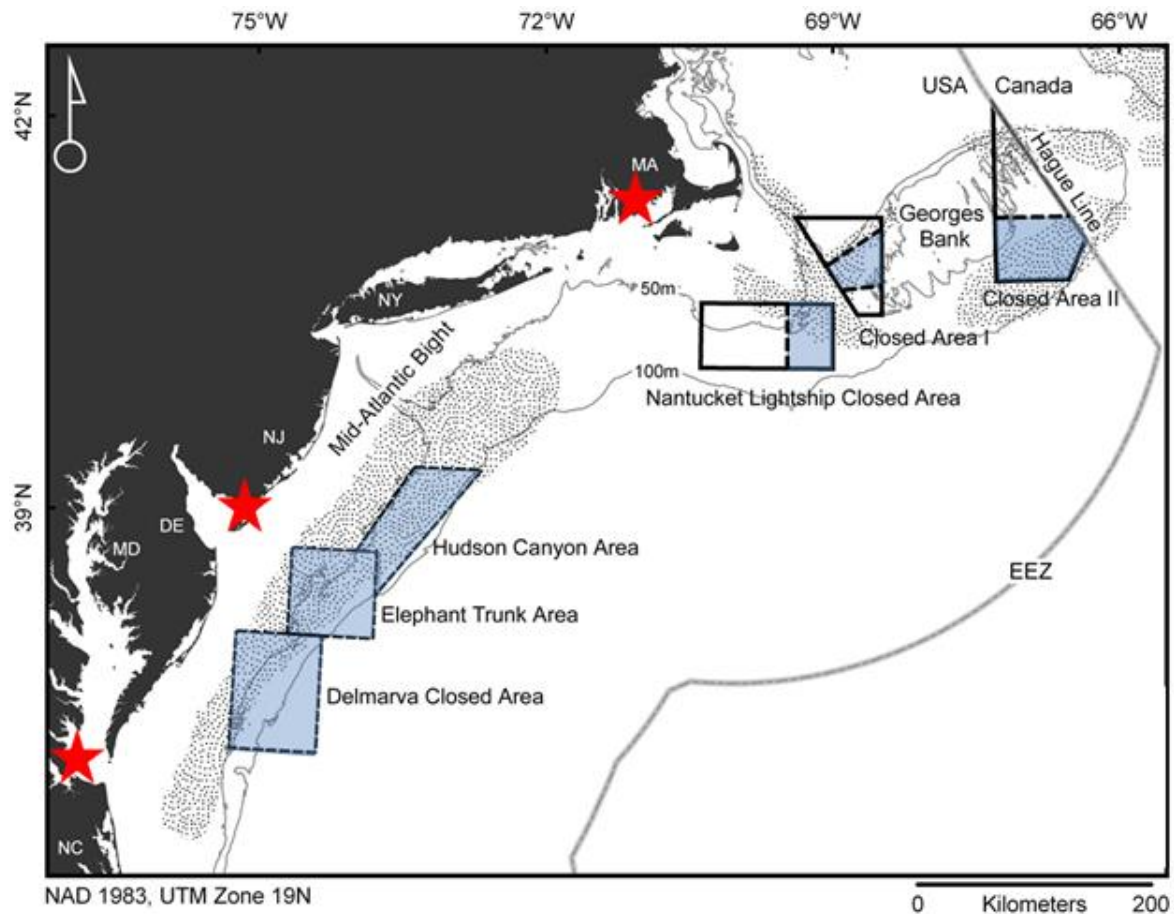 75°W
72°W
69°W
66°W
42°N
39°N
USA
Canada
Hague Line
MA
Georges
Bank
NY
50m
Closed Area II
Closed Area I
100m
Nantucket Lightship Closed Area
Mid-Atlantic Bight
NJ
DE
MD
Hudson Canyon Area
EEZ
Elephant Trunk Area
Delmarva Closed Area
NC
NAD 1983, UTM Zone 19N
0
Kilometers
200